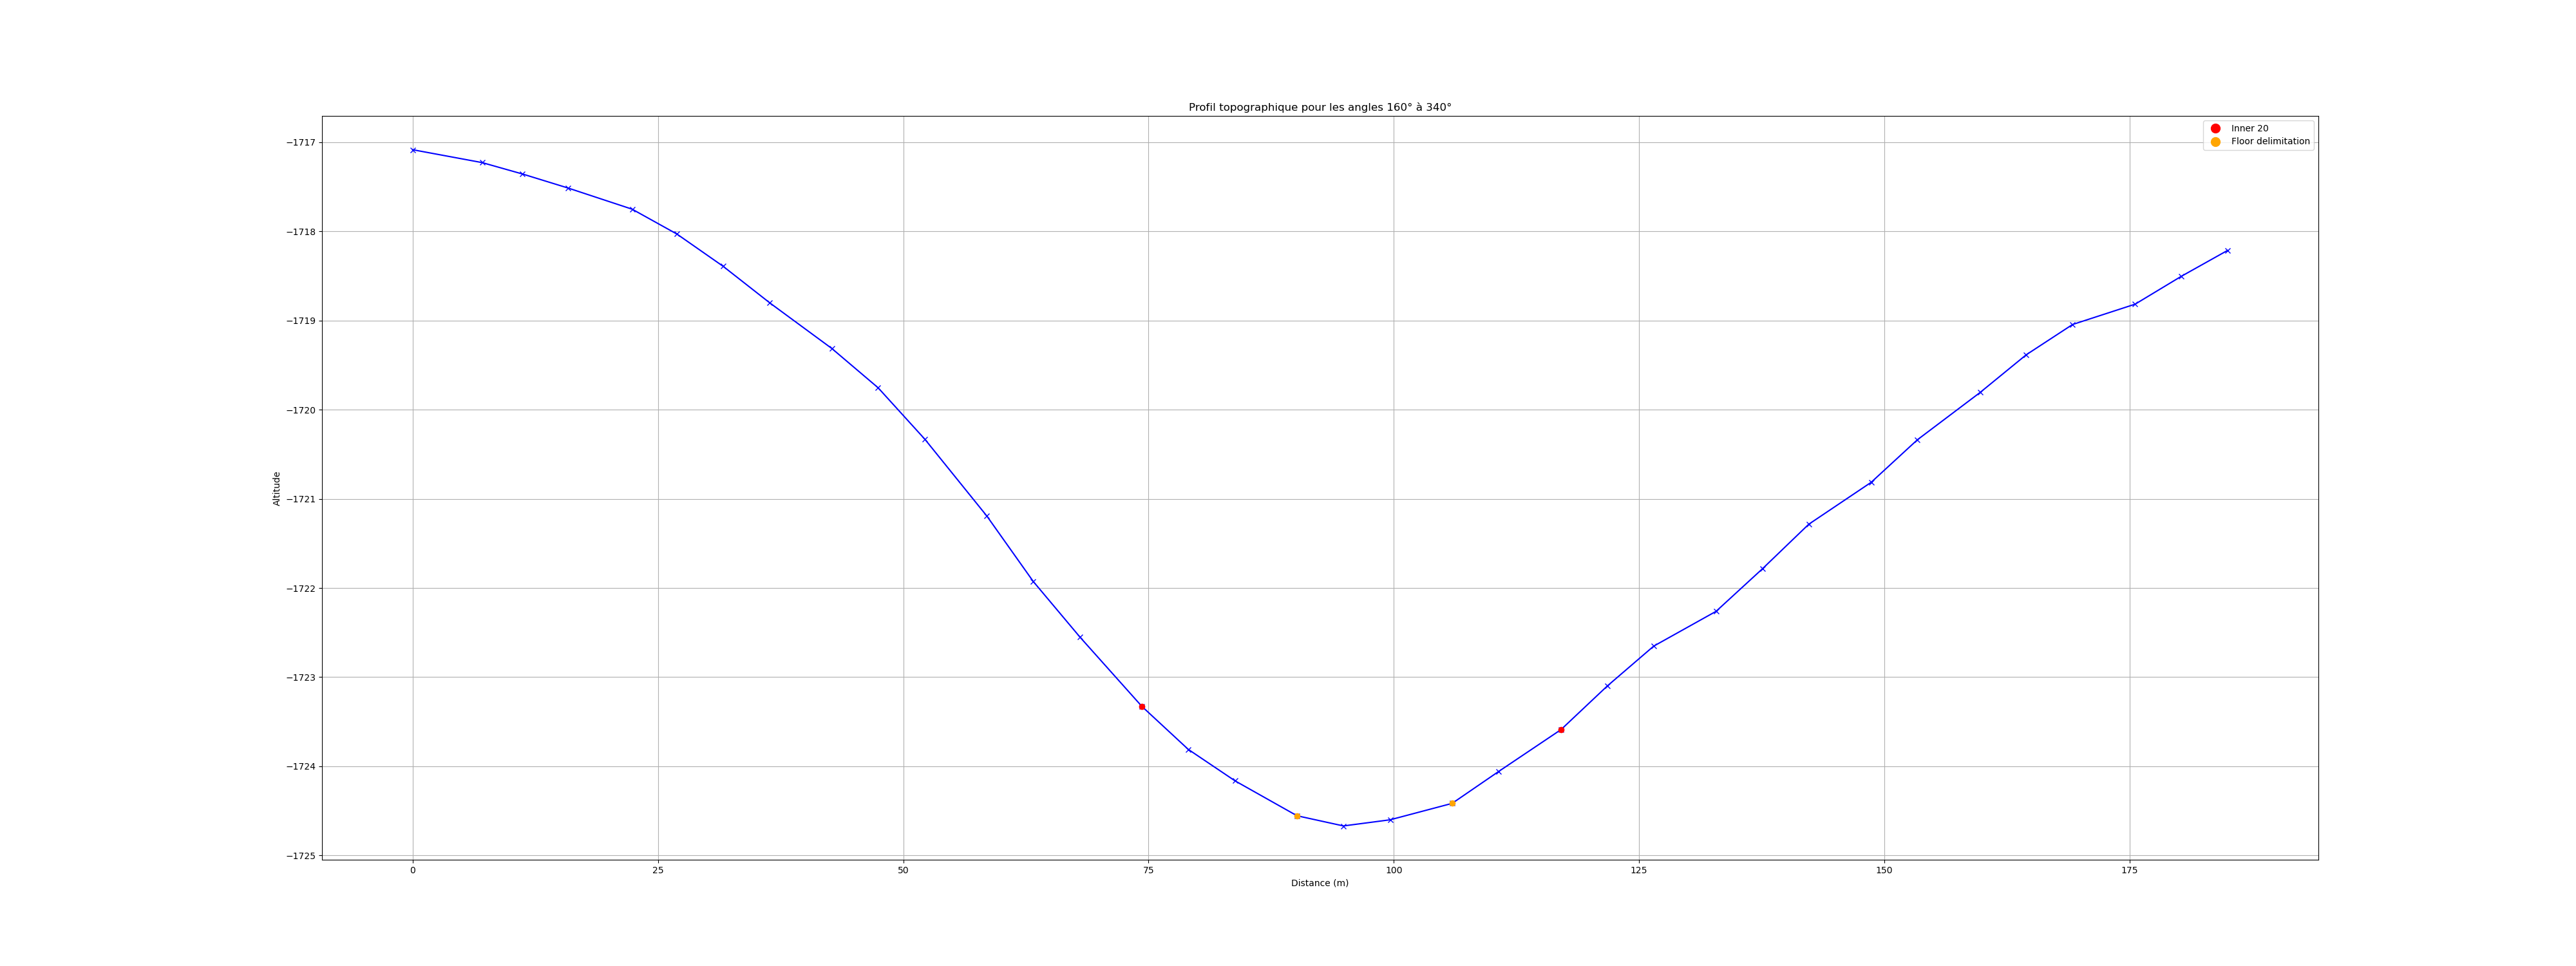 Profil topographique pour les angles 160° à 340°
Inner 20
Floor delimitation
−1717
−1718
−1719
−1720
−1721
−1722
−1723
−1724
−1725
Altitude
0 25 50 75 100 125 150 175
Distance (m)